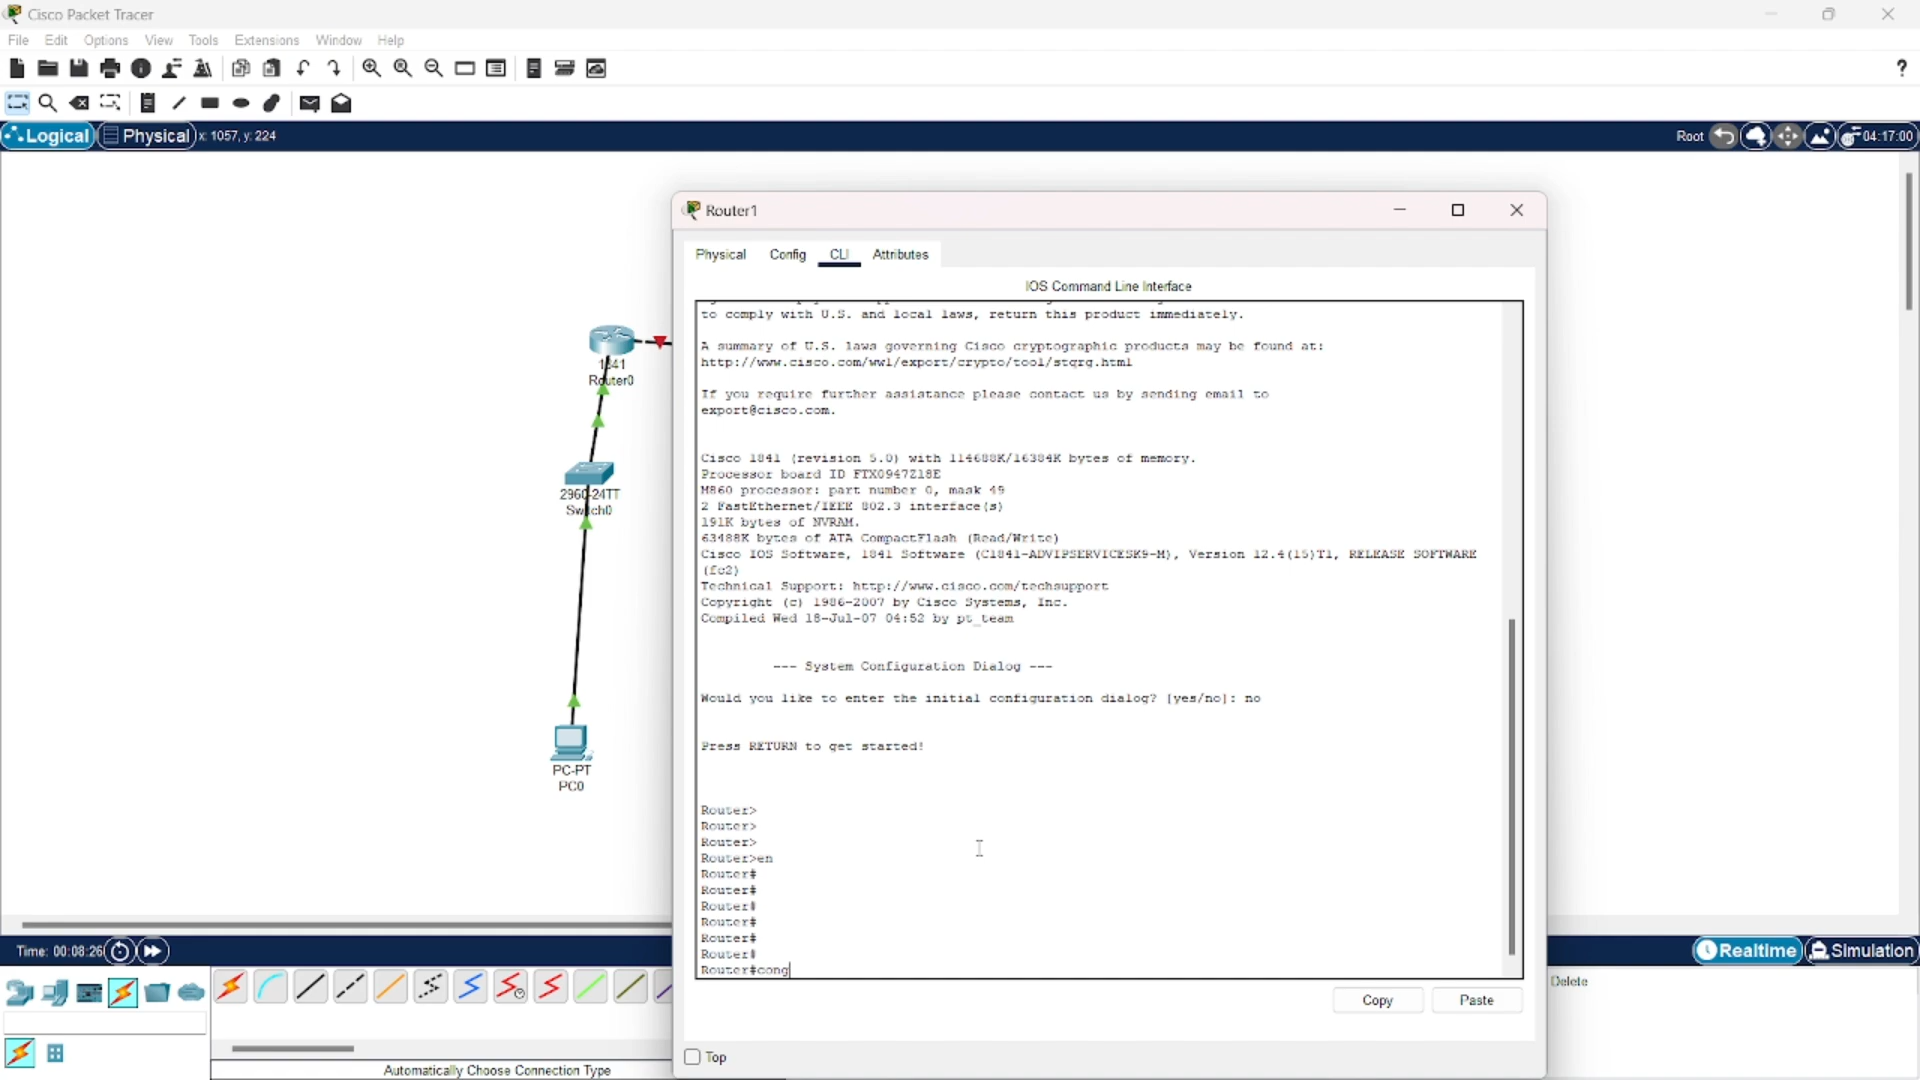 Cisco Packet Tracer
File Edit Options View Tools Extensions Window Help
?
Logical Physical x: 1057, y: 224 Root 04:17:00
Router1
Physical Config CLI Attributes
IOS Command Line Interface
to comply with U.S. and local laws, return this product immediately.
A summary of U.S. laws governing Cisco cryptographic products may be found at:
http://www.cisco.com/wwl/export/crypto/tool/stqrg.html
If you require further assistance please contact us by sending email to
export@cisco.com.
Cisco 1841 (revision 5.0) with 114688K/16384K bytes of memory.
Processor board ID FTX0947Z18E
M860 processor: part number 0, mask 49
2 FastEthernet/IEEE 802.3 interface(s)
191K bytes of NVRAM.
63488K bytes of ATA CompactFlash (Read/Write)
Cisco IOS Software, 1841 Software (C1841-ADVIPSERVICESK9-M), Version 12.4(15)T1, RELEASE SOFTWARE
(fc2)
Technical Support: http://www.cisco.com/techsupport
Copyright (c) 1986-2007 by Cisco Systems, Inc.
Compiled Wed 18-Jul-07 04:52 by pt_team
--- System Configuration Dialog ---
Would you like to enter the initial configuration dialog? [yes/no]: no
Press RETURN to get started!
Router>
Router>
Router>
Router>en
Router#
Router#
Router#
Router#
Router#
Router#
Router#cong
Copy Paste
Top
1841
Router0
2960-24TT
Switch0
PC-PT
PC0
Time: 00:08:26 Realtime Simulation
Delete
Automatically Choose Connection Type